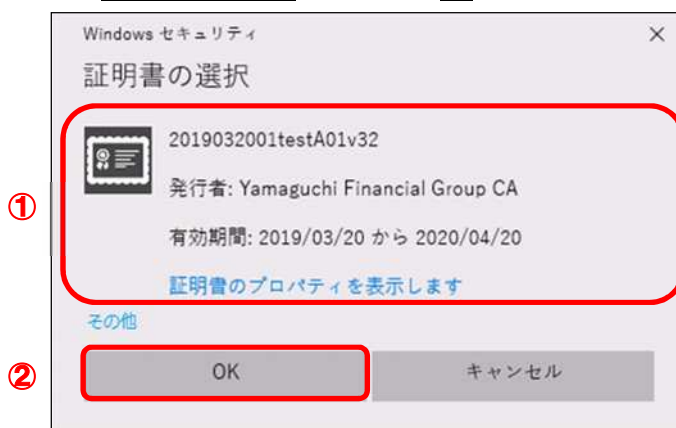 Windows セキュリティ
証明書の選択
①
2019032001testA01v32
発行者: Yamaguchi Financial Group CA
有効期間: 2019/03/20 から 2020/04/20
証明書のプロパティを表示します
その他
②
OK キャンセル